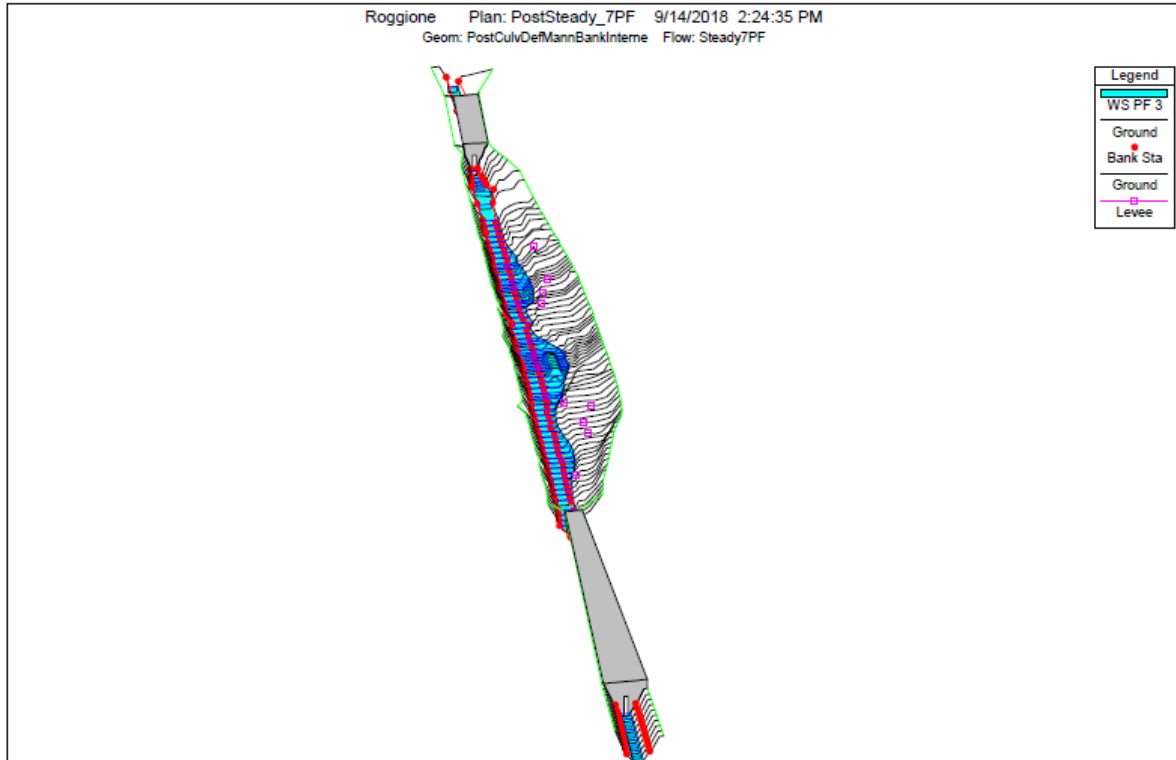 Roggione Plan: PostSteady_7PF 9/14/2018 2:24:35 PM
Geom: PostCulvDefMannBankInterne Flow: Steady7PF
Legend
WS PF 3
Ground
Bank Sta
Ground
Levee